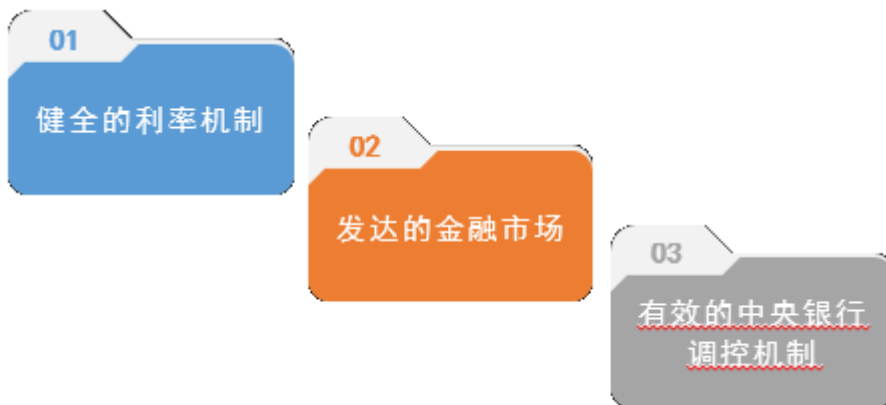 01
健全的利率机制
02
发达的金融市场
03
有效的中央银行
调控机制